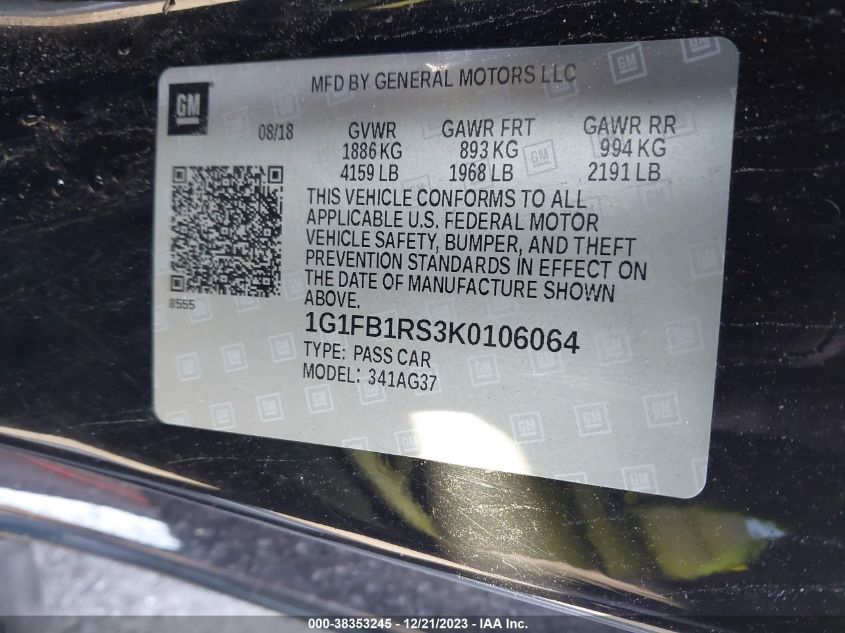 MFD BY GENERAL MOTORS LLC
GM
08/18 GVWR GAWR FRT GAWR RR
1886 KG 893 KG 994 KG
4159 LB 1968 LB 2191 LB
THIS VEHICLE CONFORMS TO ALL
APPLICABLE U.S. FEDERAL MOTOR
VEHICLE SAFETY, BUMPER, AND THEFT
PREVENTION STANDARDS IN EFFECT ON
THE DATE OF MANUFACTURE SHOWN
ABOVE.
8555
1G1FB1RS3K0106064
TYPE: PASS CAR
MODEL: 341AG37
000-38353245 - 12/21/2023 - IAA Inc.